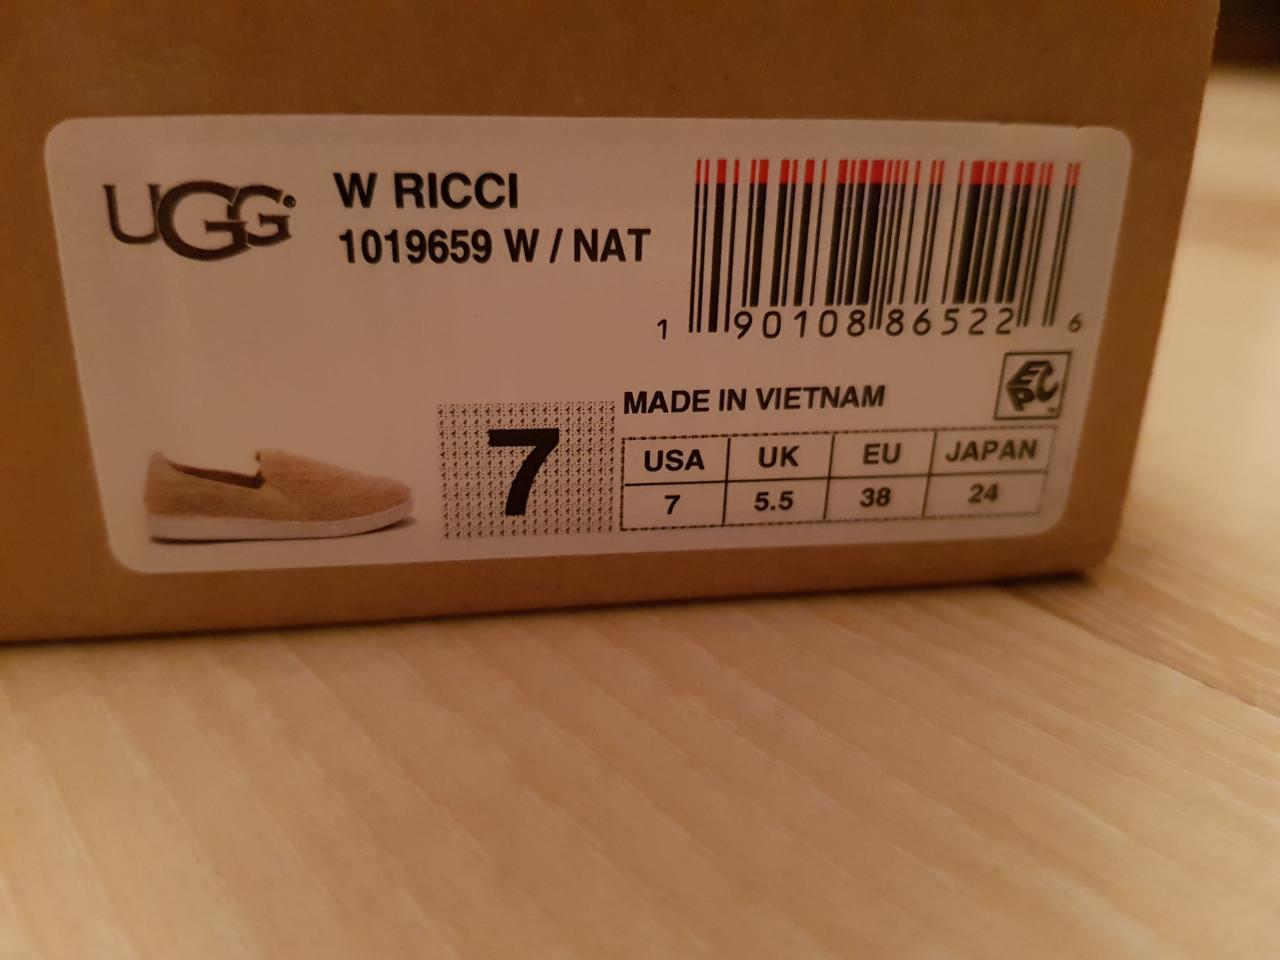 UGG®
W RICCI
1019659 W / NAT
1 90108 86522 6
EPC™
MADE IN VIETNAM
7
USA UK EU JAPAN
7 5.5 38 24